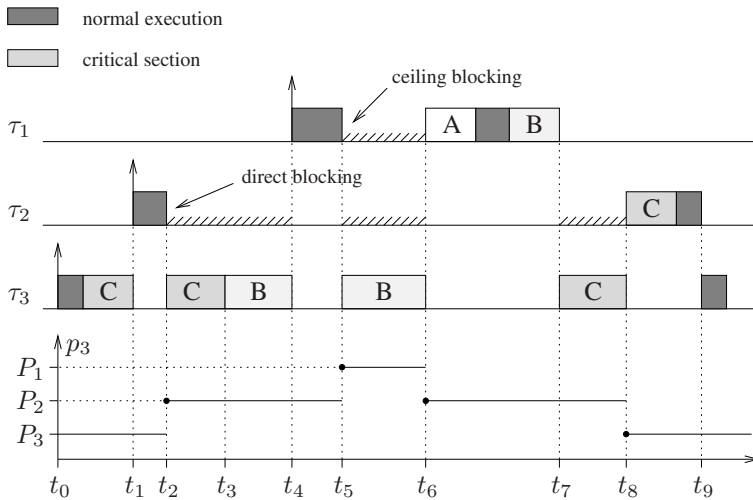 normal execution
critical section
ceiling blocking
τ1 A B
direct blocking
τ2 C
τ3 C C B B C
p3
P1
P2
P3
t0 t1 t2 t3 t4 t5 t6 t7 t8 t9